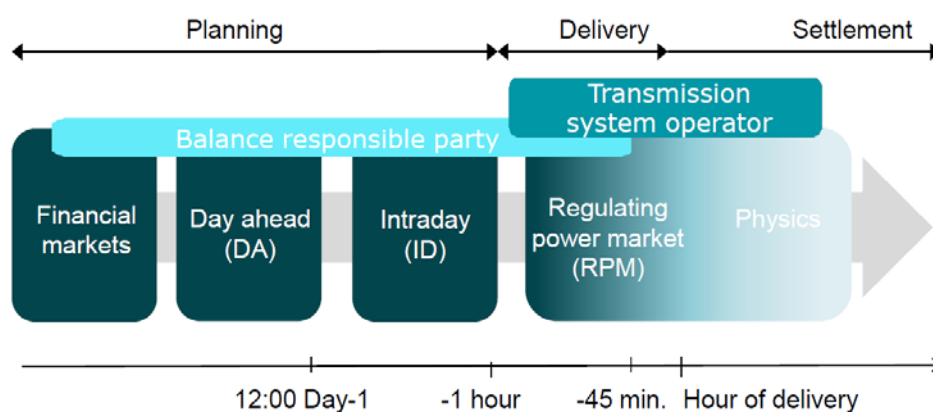 Planning
Delivery
Settlement
Transmission
system operator
Balance responsible party
Financial
markets
Day ahead
(DA)
Intraday
(ID)
Regulating
power market
(RPM)
Physics
12:00 Day-1
-1 hour
-45 min.
Hour of delivery